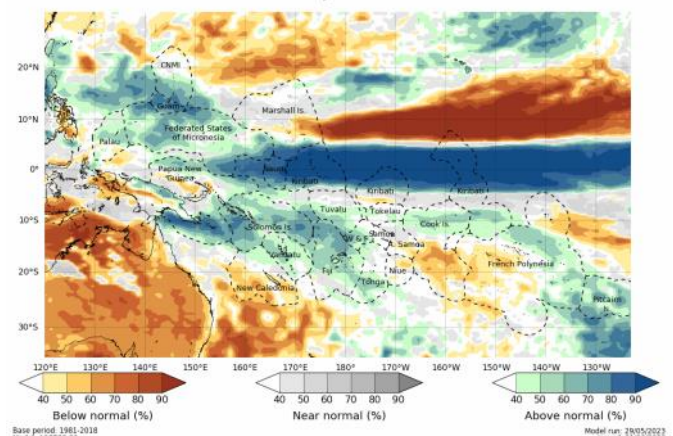 20°N
10°N
0°
10°S
20°S
30°S
CNMI
Guam
Marshall Is.
Federated States
of Micronesia
Palau
Papua New
Guinea
Nauru
Kiribati
Kiribati
Kiribati
Tuvalu
Tokelau
Solomon Is.
Cook Is.
Samoa
W & F
A. Samoa
Vanuatu
Fiji
Niue
French Polynesia
Tonga
New Caledonia
Pitcairn
120°E 130°E 140°E 150°E 160°E 170°E 180° 170°W 160°W 150°W 140°W 130°W
40 50 60 70 80 90
Below normal (%)
40 50 60 70 80 90
Near normal (%)
40 50 60 70 80 90
Above normal (%)
Base period: 1981-2018
Model run: 29/05/2023